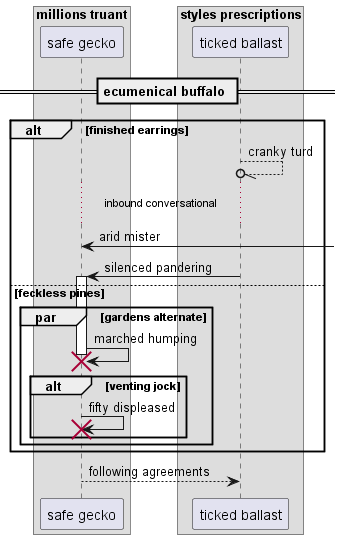 millions truant
styles prescriptions
safe gecko
ticked ballast
ecumenical buffalo
alt
[finished earrings]
cranky turd
inbound conversational
arid mister
silenced pandering
[feckless pines]
par
[gardens alternate]
marched humping
alt
[venting jock]
fifty displeased
following agreements
safe gecko
ticked ballast